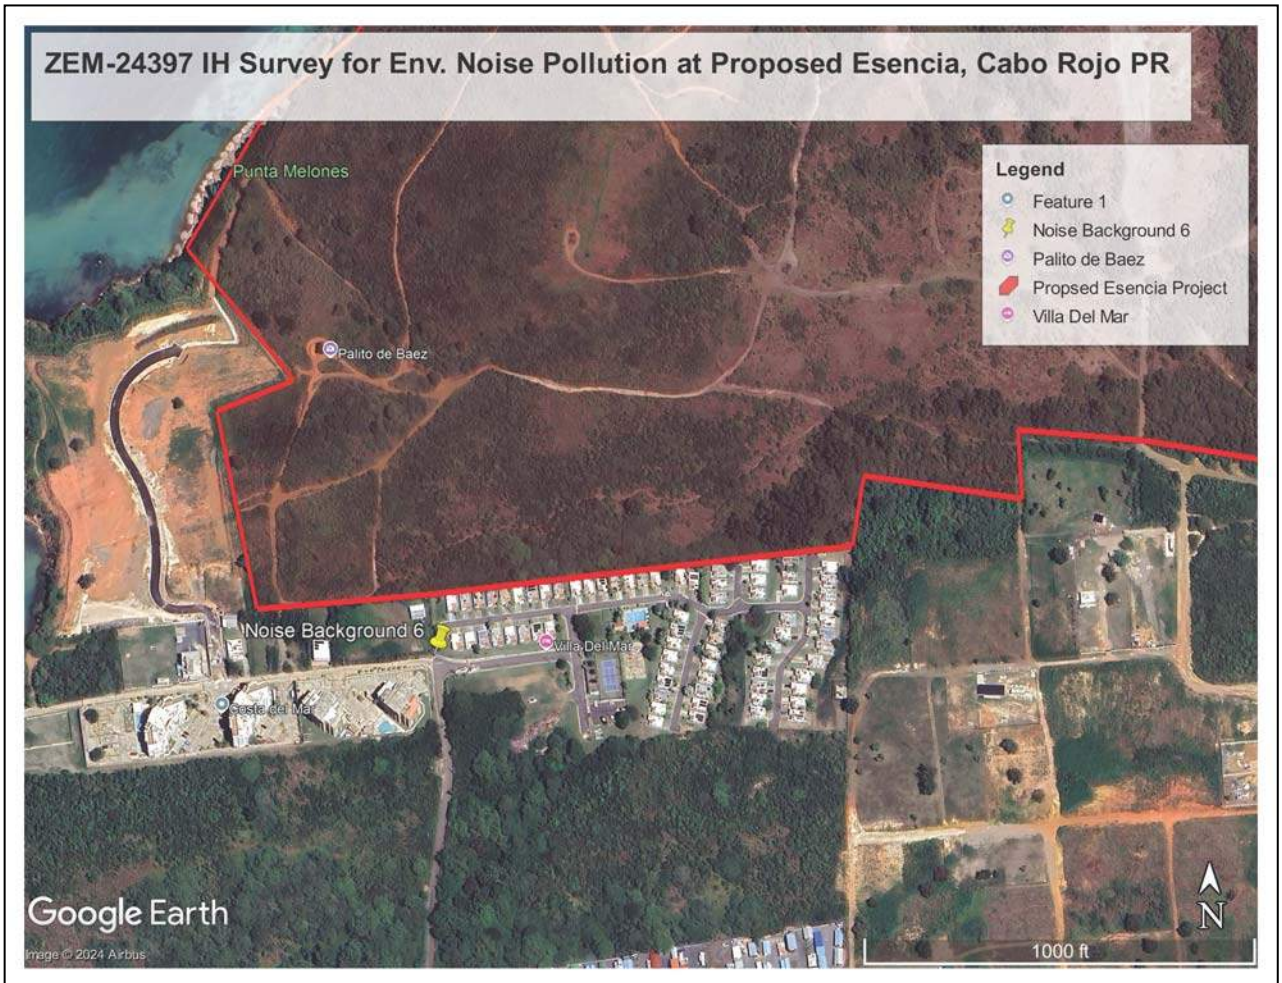 ZEM-24397 IH Survey for Env. Noise Pollution at Proposed Esencia, Cabo Rojo PR
Punta Melones
Legend
Feature 1
Noise Background 6
Palito de Baez
Propsed Esencia Project
Villa Del Mar
Palito de Baez
Noise Background 6
Villa Del Mar
Costa del Mar
Google Earth
N
Image © 2024 Airbus
1000 ft